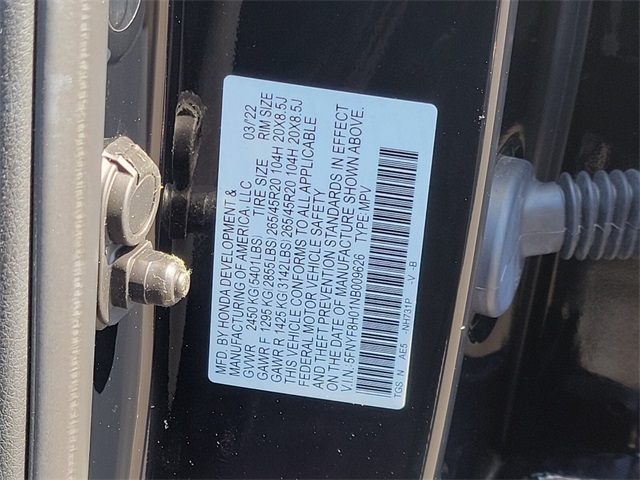 MFD BY HONDA DEVELOPMENT &
MANUFACTURING OF AMERICA, LLC 03/22
GVWR 2450 KG(5401LBS) TIRE SIZE RIM SIZE
GAWR F 1295 KG(2855LBS) 265/45R20 104H 20X8.5J
GAWR R 1425 KG(3142LBS) 265/45R20 104H 20X8.5J
THIS VEHICLE CONFORMS TO ALL APPLICABLE
FEDERAL MOTOR VEHICLE SAFETY
AND THEFT PREVENTION STANDARDS IN EFFECT
ON THE DATE OF MANUFACTURE SHOWN ABOVE.
V.I.N. 5FNYF8H01NB009626 TYPE:MPV
TGS N AE5 NH731P -V -B